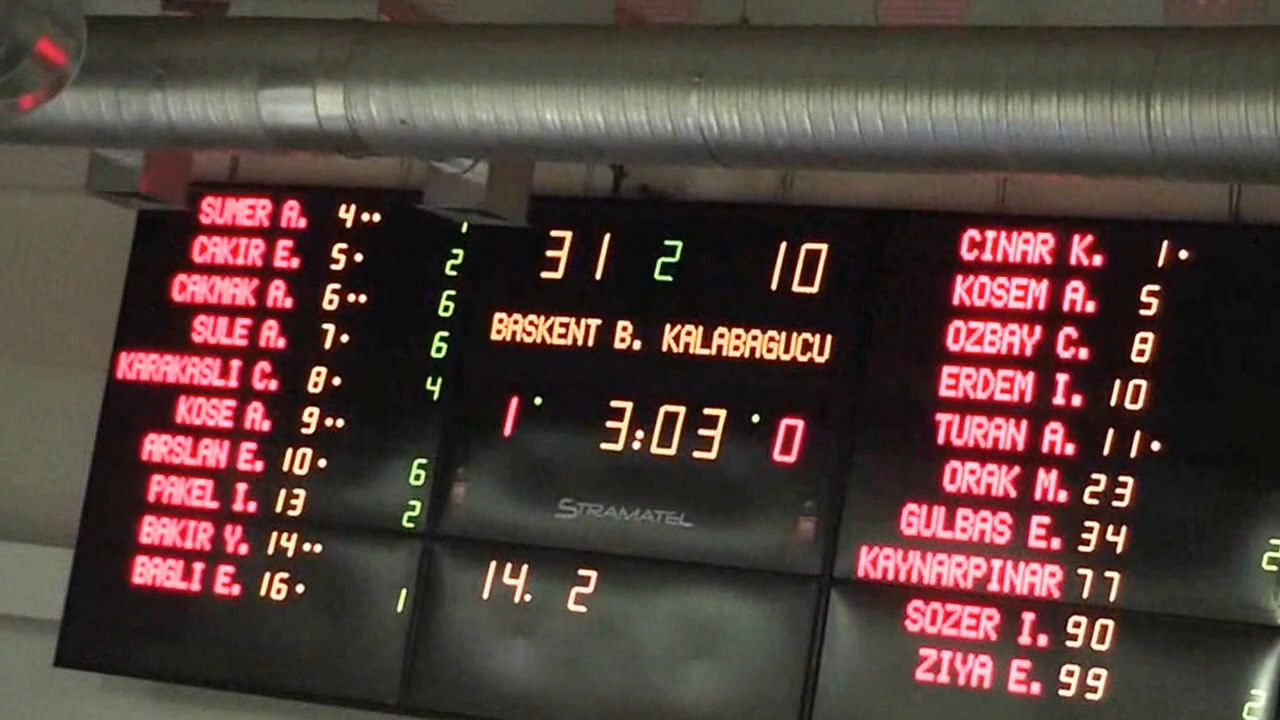 SUMER A. 4
CAKIR E. 5 2
CAKMAK A. 6 6
SULE A. 7 6
KARAKASLI C. 8 4
KOSE A. 9
ARSLAN E. 10 6
PAKEL I. 13 2
BAKIR Y. 14
BAGLI E. 16 1
31 2 10
BASKENT B. KALABAGUCU
1 3:03 0
STRAMATEL
14. 2
CINAR K. 1
KOSEM A. 5
OZBAY C. 8
ERDEM I. 10
TURAN A. 11
ORAK M. 23
GULBAS E. 34
KAYNARPINAR 77 2
SOZER I. 90
ZIYA E. 99 2